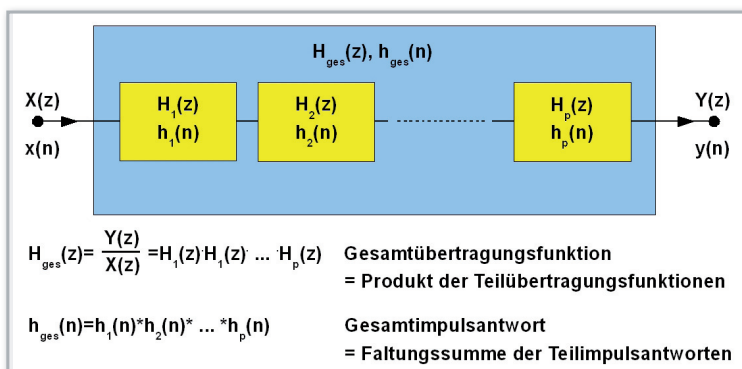 H_ges(z), h_ges(n)
X(z)
x(n)
H_1(z)
h_1(n)
H_2(z)
h_2(n)
H_p(z)
h_p(n)
Y(z)
y(n)
H_ges(z)= Y(z)/X(z) =H_1(z)·H_1(z)· ... ·H_p(z) Gesamtübertragungsfunktion
= Produkt der Teilübertragungsfunktionen
h_ges(n)=h_1(n)*h_2(n)* ... *h_p(n) Gesamtimpulsantwort
= Faltungssumme der Teilimpulsantworten